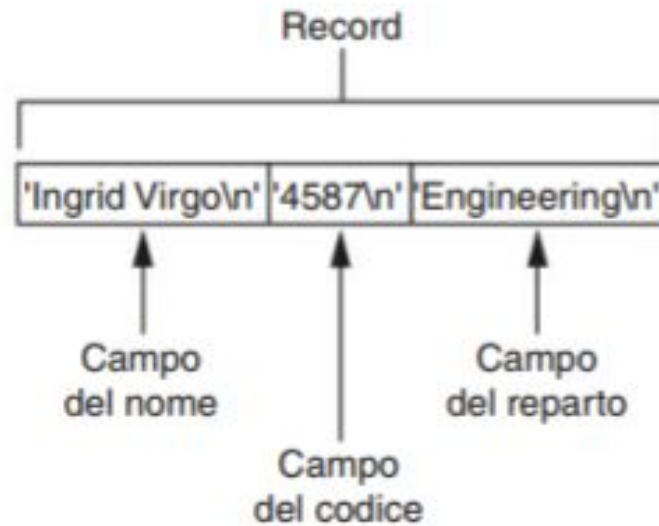 Record
'Ingrid Virgo\n' '4587\n' 'Engineering\n'
Campo
del nome
Campo
del reparto
Campo
del codice